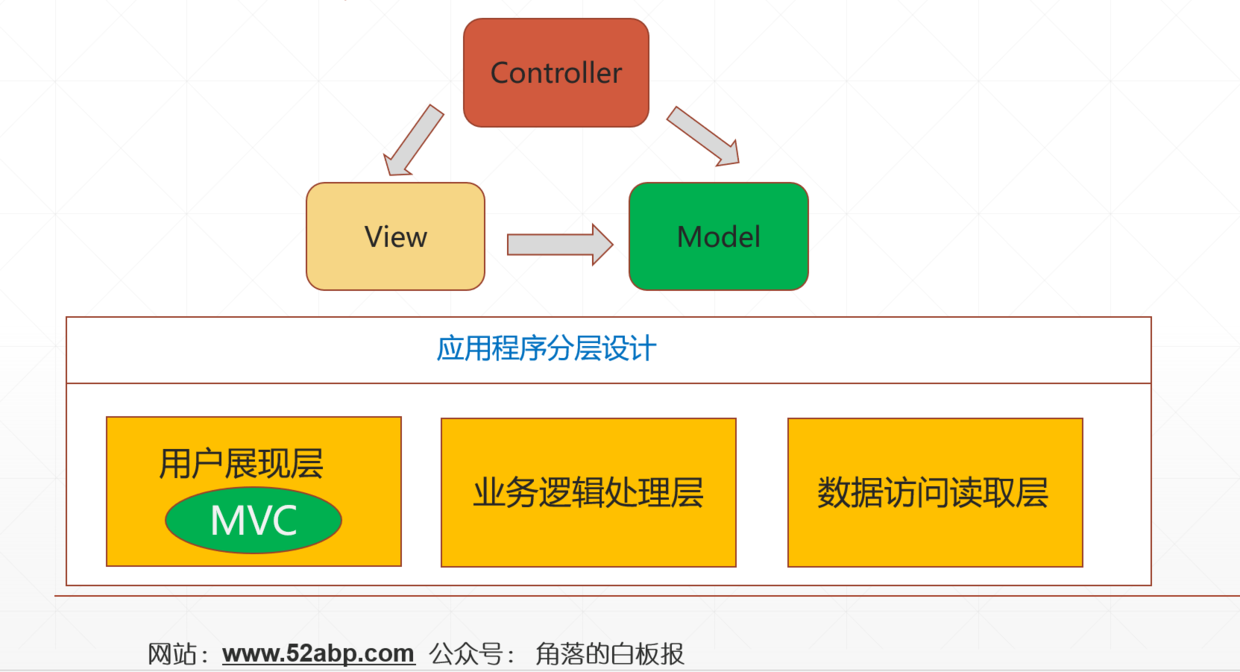 Controller
View
Model
应用程序分层设计
用户展现层
MVC
业务逻辑处理层
数据访问读取层
网站：www.52abp.com 公众号： 角落的白板报